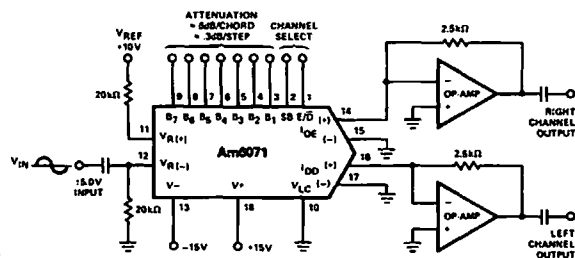 ATTENUATION CHANNEL
= 6dB/CHORD SELECT
= .3dB/STEP
VREF
+10V
2.5kΩ
9 8 7 6 5 4 3 2 1
B7 B6 B5 B4 B3 B2 B1 SB E/D̅
20kΩ
14
(+)
IOE
(−)
15
OP-AMP
RIGHT
CHANNEL
OUTPUT
11
VR(+)
Am6071
VIN
12
VR(−)
±5.0V
INPUT
16
IDD (+)
17
(−)
2.5kΩ
20kΩ
V− V+ VLC
13 18 10
−15V +15V
OP-AMP
LEFT
CHANNEL
OUTPUT